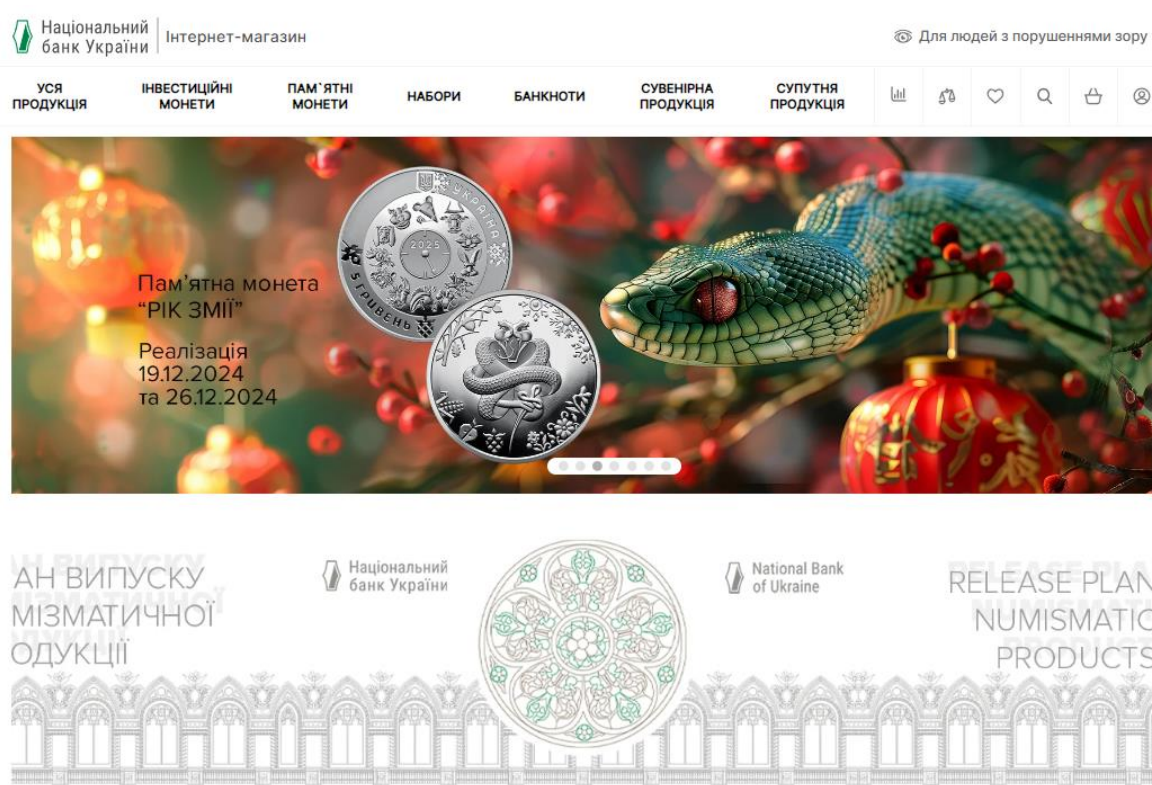 Національний
банк України
Інтернет-магазин
Для людей з порушеннями зору
УСЯ
ПРОДУКЦІЯ
ІНВЕСТИЦІЙНІ
МОНЕТИ
ПАМ`ЯТНІ
МОНЕТИ
НАБОРИ
БАНКНОТИ
СУВЕНІРНА
ПРОДУКЦІЯ
СУПУТНЯ
ПРОДУКЦІЯ
УКРАЇНА
2025
5 ГРИВЕНЬ
Пам’ятна монета
“РІК ЗМІЇ”
Реалізація
19.12.2024
та 26.12.2024
АН ВИПУСКУ
МІЗМАТИЧНОЇ
ОДУКЦІЇ
Національний
банк України
National Bank
of Ukraine
RELEASE PLAN
NUMISMATIC
PRODUCTS